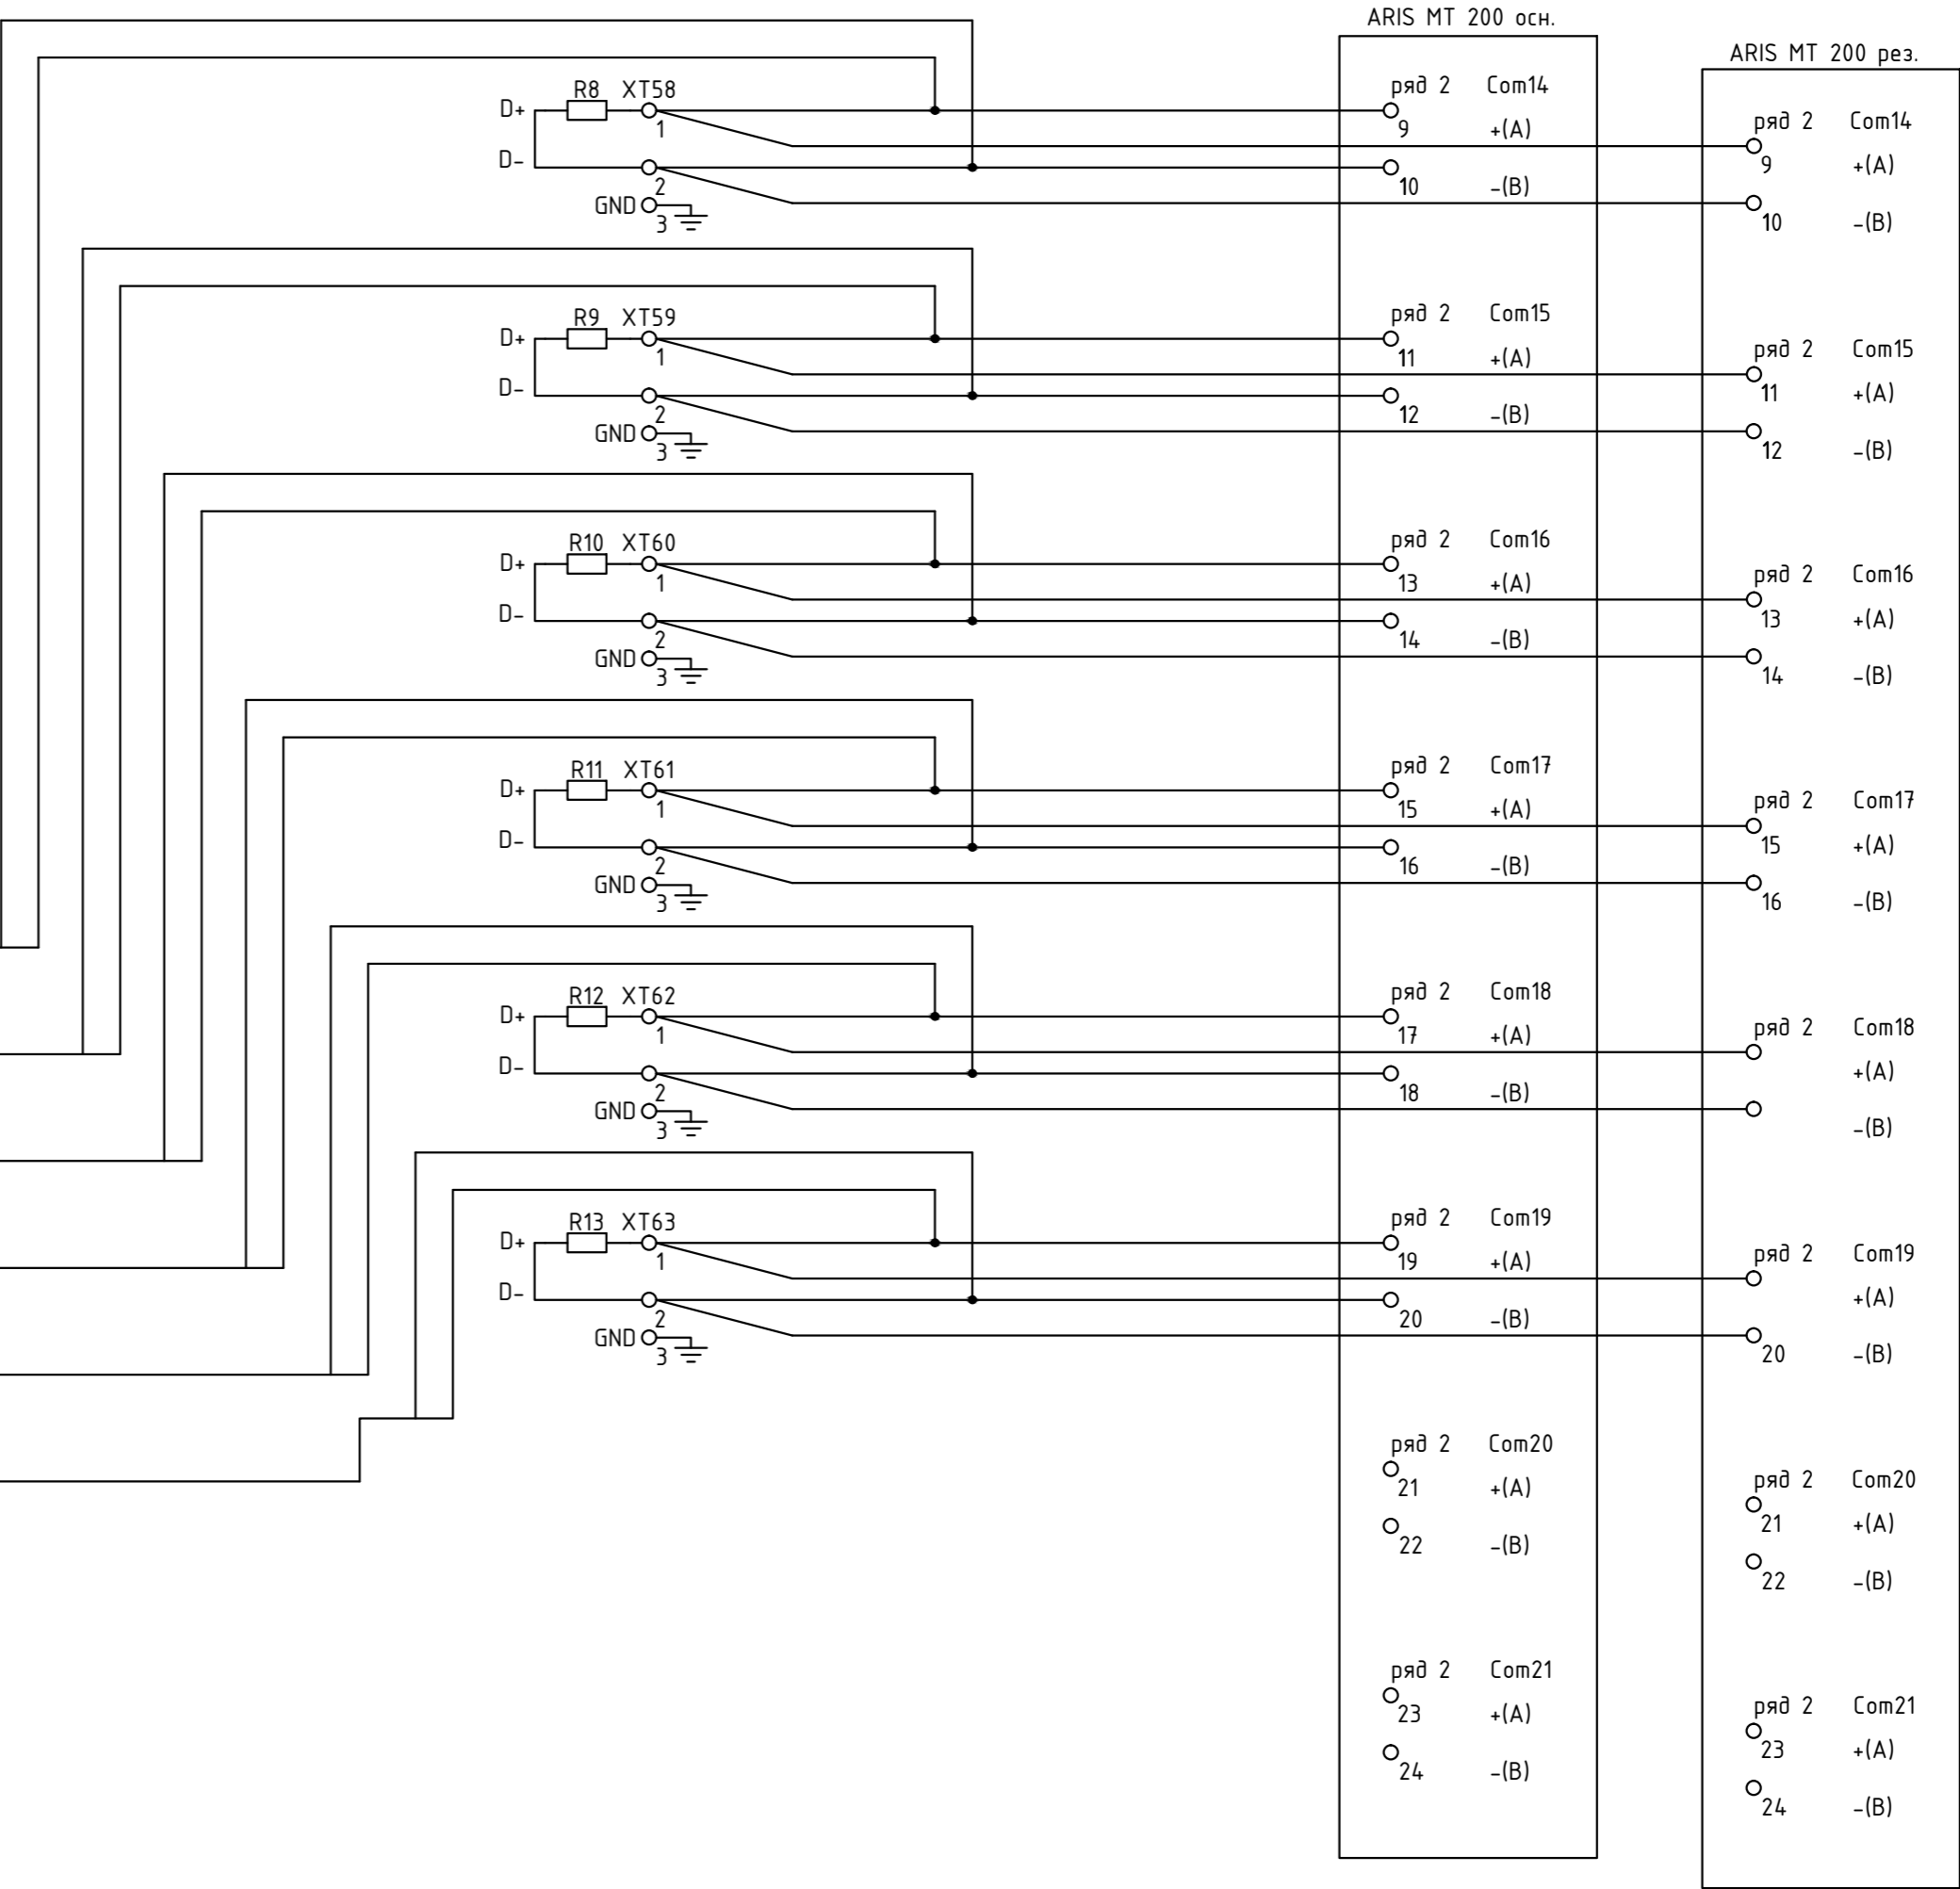 ARIS MT 200 осн.
ARIS MT 200 рез.
R8 XT58
D+
1
D-
2
GND
3
ряд 2 Com14
9 +(A)
10 -(B)
ряд 2 Com14
9 +(A)
10 -(B)
R9 XT59
D+
1
D-
2
GND
3
ряд 2 Com15
11 +(A)
12 -(B)
ряд 2 Com15
11 +(A)
12 -(B)
R10 XT60
D+
1
D-
2
GND
3
ряд 2 Com16
13 +(A)
14 -(B)
ряд 2 Com16
13 +(A)
14 -(B)
R11 XT61
D+
1
D-
2
GND
3
ряд 2 Com17
15 +(A)
16 -(B)
ряд 2 Com17
15 +(A)
16 -(B)
R12 XT62
D+
1
D-
2
GND
3
ряд 2 Com18
17 +(A)
18 -(B)
ряд 2 Com18
+(A)
-(B)
R13 XT63
D+
1
D-
2
GND
3
ряд 2 Com19
19 +(A)
20 -(B)
ряд 2 Com19
+(A)
20 -(B)
ряд 2 Com20
21 +(A)
22 -(B)
ряд 2 Com20
21 +(A)
22 -(B)
ряд 2 Com21
23 +(A)
24 -(B)
ряд 2 Com21
23 +(A)
24 -(B)